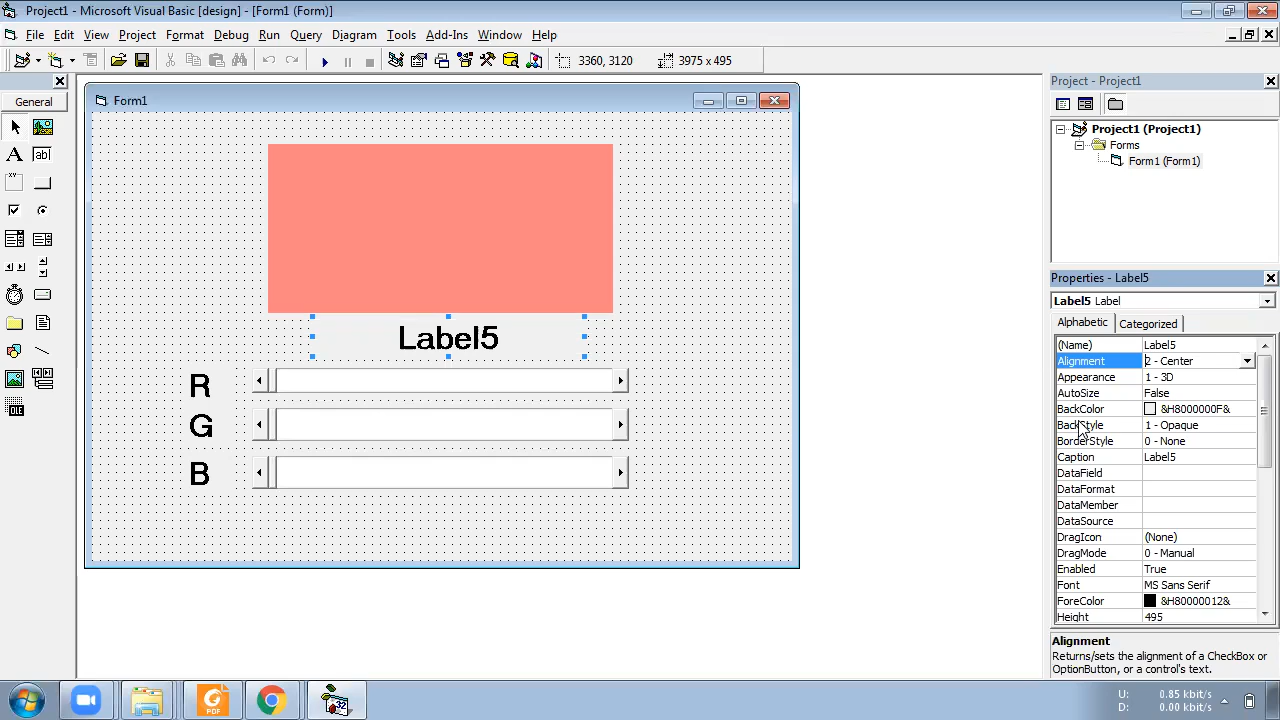 Project1 - Microsoft Visual Basic [design] - [Form1 (Form)]
File Edit View Project Format Debug Run Query Diagram Tools Add-Ins Window Help
3360, 3120 3975 x 495
General
A
ab|
xy
OLE
32
Form1
Label5
R
G
B
Project - Project1
Project1 (Project1)
Forms
Form1 (Form1)
Properties - Label5
Label5 Label
Alphabetic Categorized
(Name) Label5
Alignment 2 - Center
Appearance 1 - 3D
AutoSize False
BackColor &H8000000F&
BackStyle 1 - Opaque
BorderStyle 0 - None
Caption Label5
DataField
DataFormat
DataMember
DataSource
DragIcon (None)
DragMode 0 - Manual
Enabled True
Font MS Sans Serif
ForeColor &H80000012&
Height 495
Alignment
Returns/sets the alignment of a CheckBox or
OptionButton, or a control's text.
PDF
U: 0.85 kbit/s
D: 0.00 kbit/s